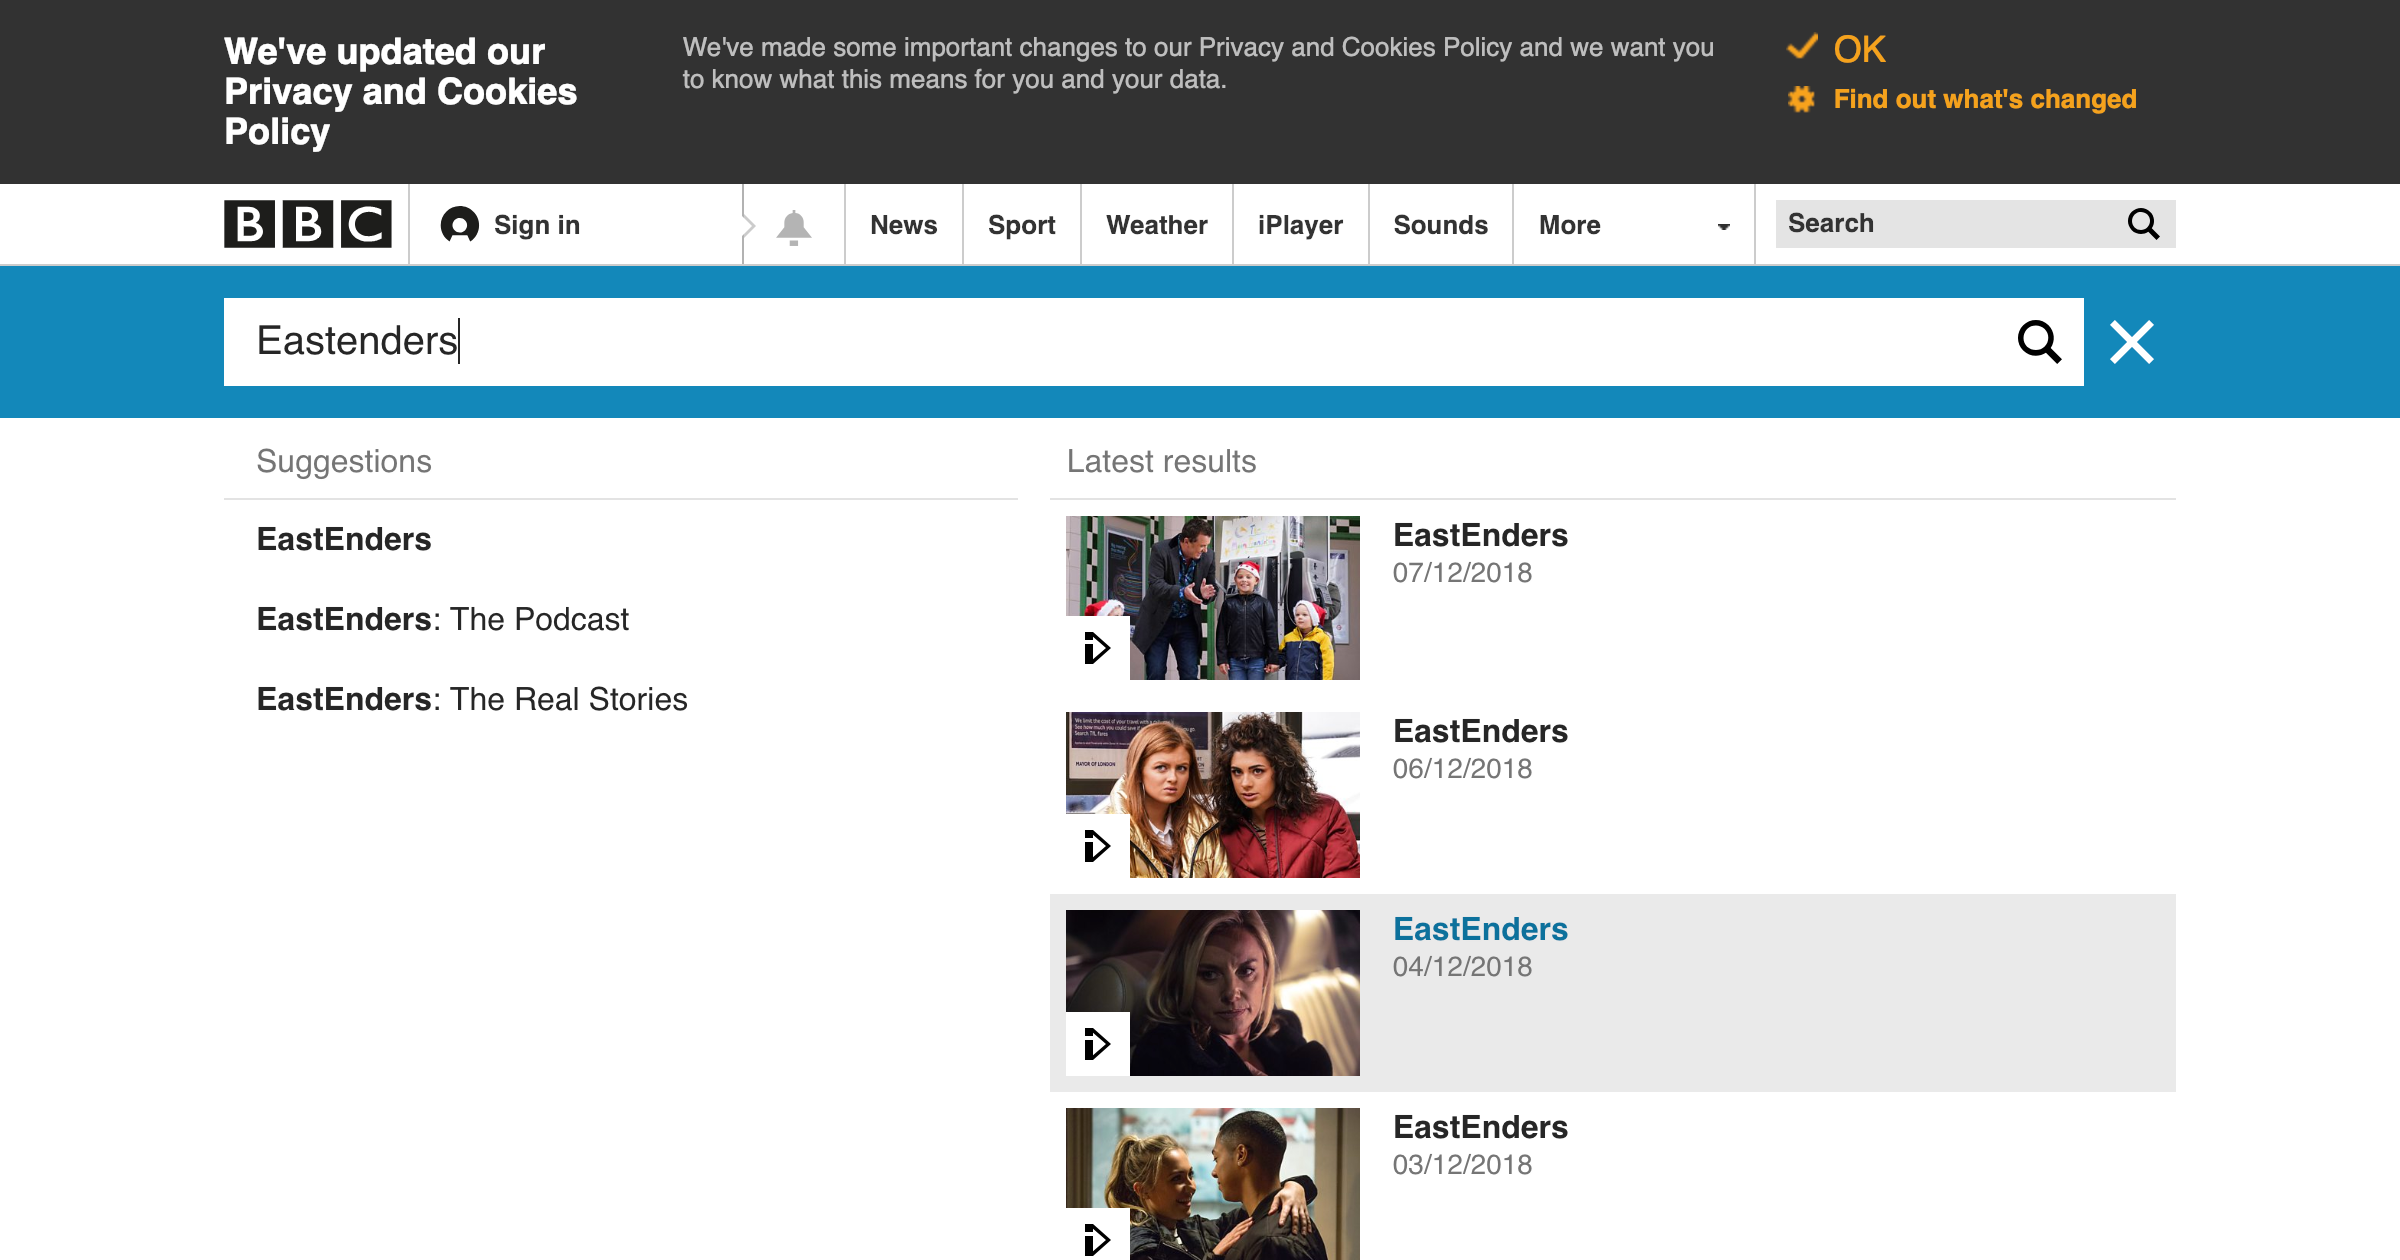 We've updated our
Privacy and Cookies
Policy
We've made some important changes to our Privacy and Cookies Policy and we want you
to know what this means for you and your data.
OK
Find out what's changed
BBC
Sign in
News
Sport
Weather
iPlayer
Sounds
More
Search
Eastenders
Suggestions
EastEnders
EastEnders: The Podcast
EastEnders: The Real Stories
Latest results
EastEnders
07/12/2018
EastEnders
06/12/2018
MAYOR OF LONDON
EastEnders
04/12/2018
EastEnders
03/12/2018